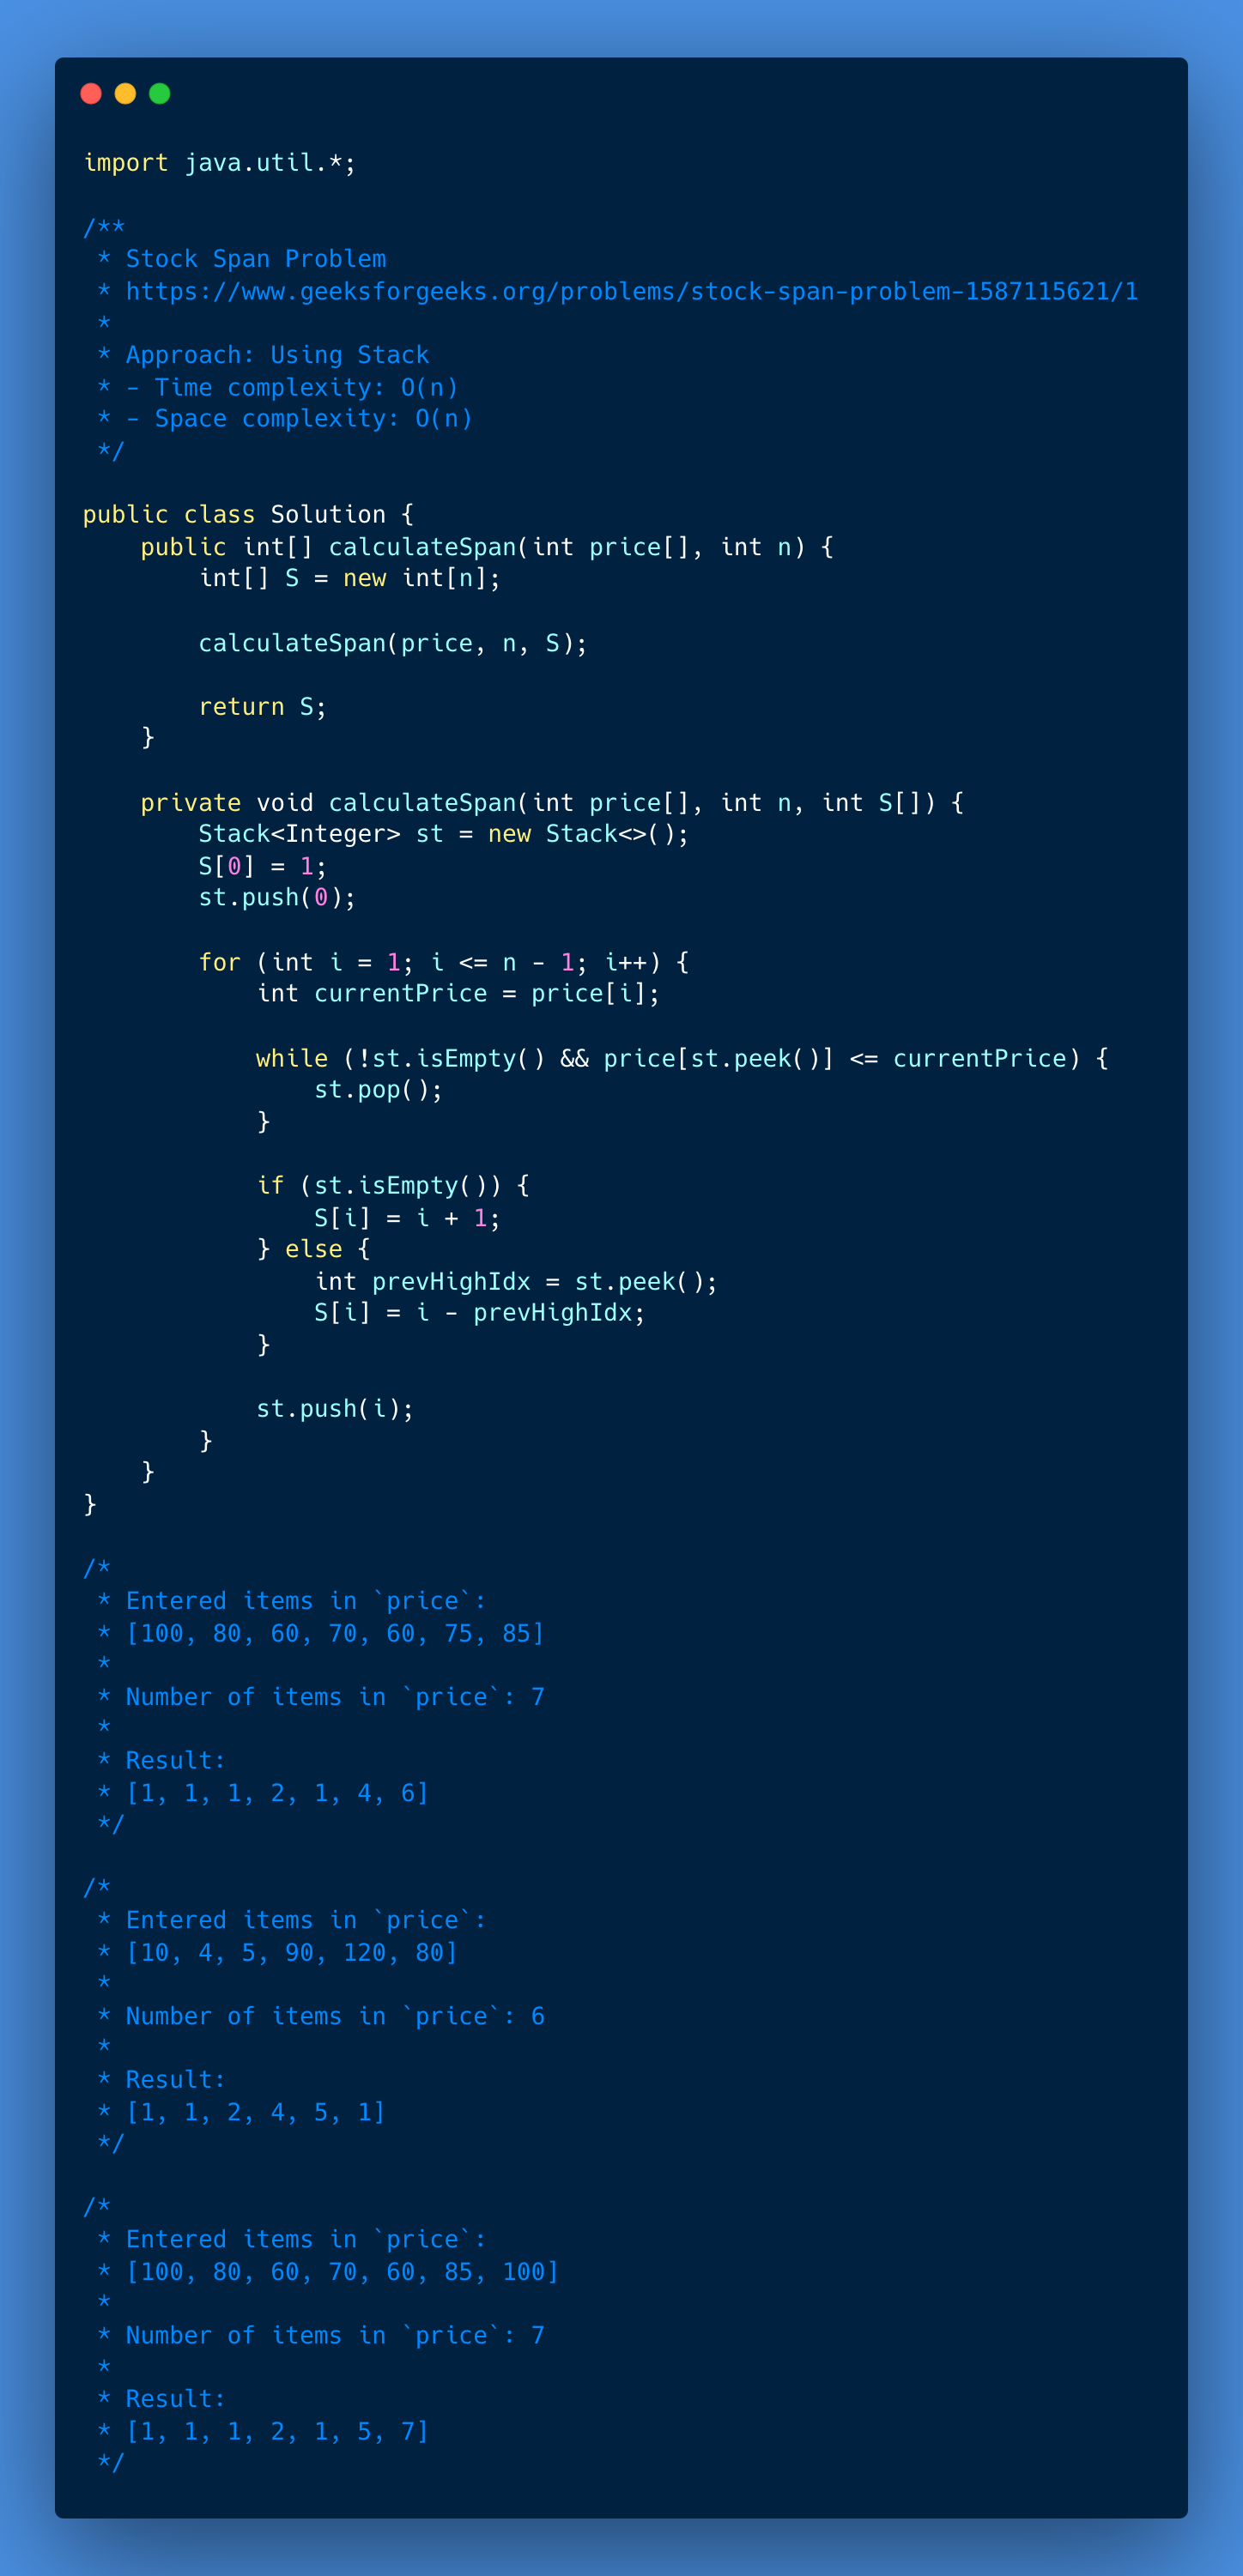 import java.util.*;

/**
 * Stock Span Problem
 * https://www.geeksforgeeks.org/problems/stock-span-problem-1587115621/1
 *
 * Approach: Using Stack
 * - Time complexity: O(n)
 * - Space complexity: O(n)
 */

public class Solution {
    public int[] calculateSpan(int price[], int n) {
        int[] S = new int[n];

        calculateSpan(price, n, S);

        return S;
    }

    private void calculateSpan(int price[], int n, int S[]) {
        Stack<Integer> st = new Stack<>();
        S[0] = 1;
        st.push(0);

        for (int i = 1; i <= n - 1; i++) {
            int currentPrice = price[i];

            while (!st.isEmpty() && price[st.peek()] <= currentPrice) {
                st.pop();
            }

            if (st.isEmpty()) {
                S[i] = i + 1;
            } else {
                int prevHighIdx = st.peek();
                S[i] = i - prevHighIdx;
            }

            st.push(i);
        }
    }
}

/*
 * Entered items in `price`:
 * [100, 80, 60, 70, 60, 75, 85]
 *
 * Number of items in `price`: 7
 *
 * Result:
 * [1, 1, 1, 2, 1, 4, 6]
 */

/*
 * Entered items in `price`:
 * [10, 4, 5, 90, 120, 80]
 *
 * Number of items in `price`: 6
 *
 * Result:
 * [1, 1, 2, 4, 5, 1]
 */

/*
 * Entered items in `price`:
 * [100, 80, 60, 70, 60, 85, 100]
 *
 * Number of items in `price`: 7
 *
 * Result:
 * [1, 1, 1, 2, 1, 5, 7]
 */